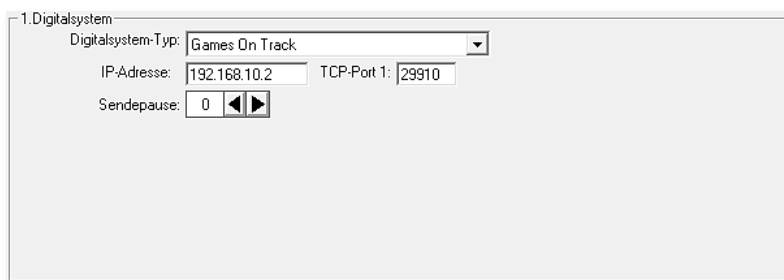 1.Digitalsystem
Digitalsystem-Typ: Games On Track
IP-Adresse: 192.168.10.2 TCP-Port 1: 29910
Sendepause: 0